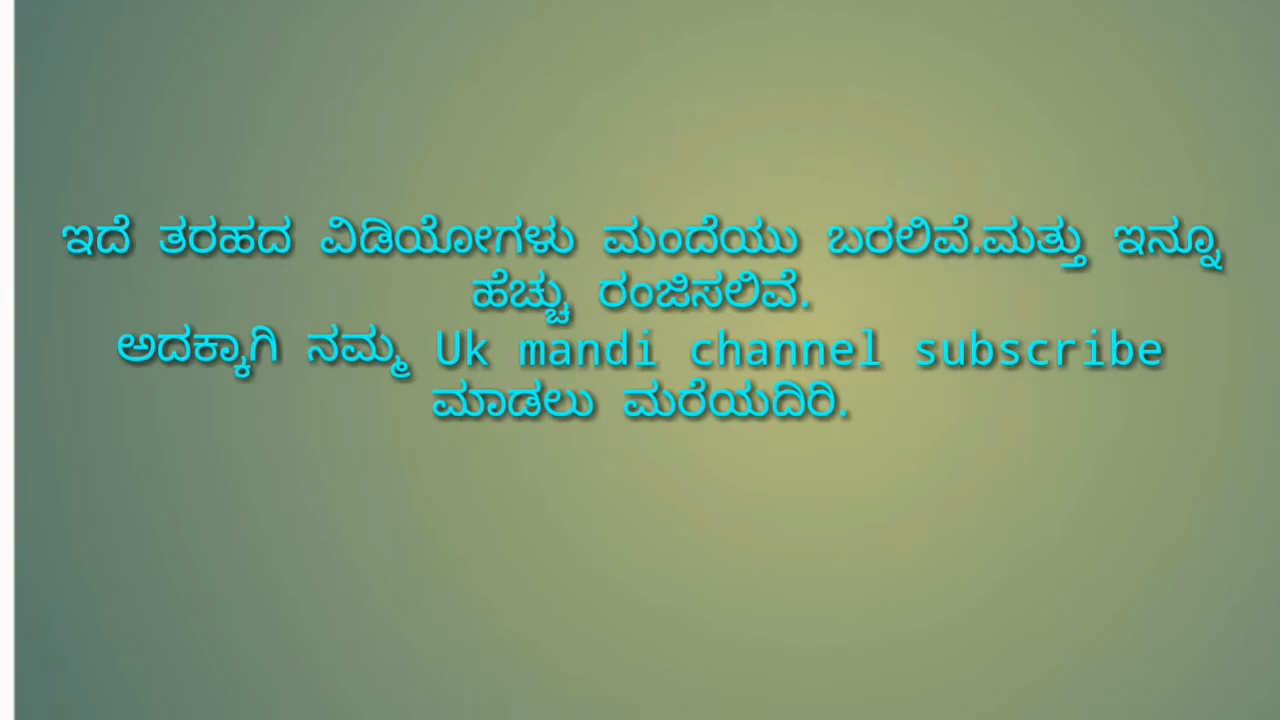 ಇದೆ ತರಹದ ವಿಡಿಯೋಗಳು ಮಂದೆಯು ಬರಲಿವೆ.ಮತ್ತು ಇನ್ನೂ
ಹೆಚ್ಚು ರಂಜಿಸಲಿವೆ.
ಅದಕ್ಕಾಗಿ ನಮ್ಮ Uk mandi channel subscribe
ಮಾಡಲು ಮರೆಯದಿರಿ.